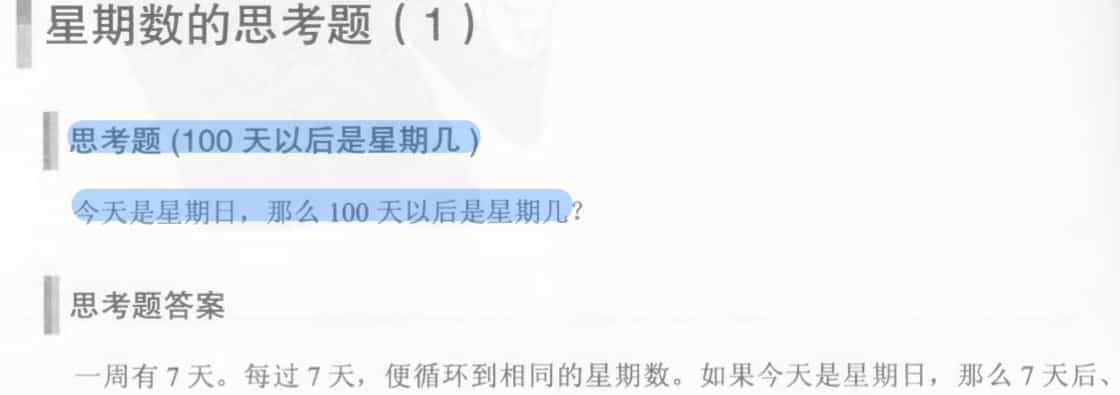 星期数的思考题（1）
思考题(100 天以后是星期几)
今天是星期日，那么 100 天以后是星期几？
思考题答案
一周有 7 天。每过 7 天，便循环到相同的星期数。如果今天是星期日，那么 7 天后、